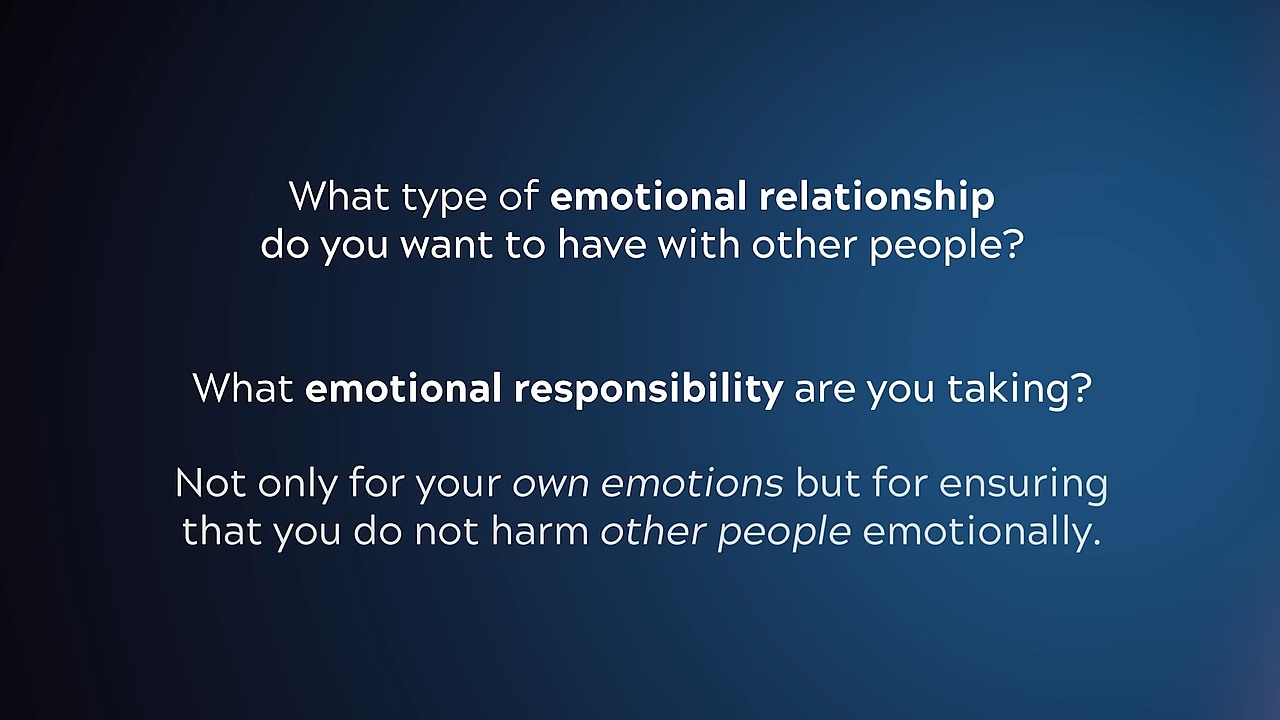 What type of emotional relationship
do you want to have with other people?
What emotional responsibility are you taking?
Not only for your own emotions but for ensuring
that you do not harm other people emotionally.